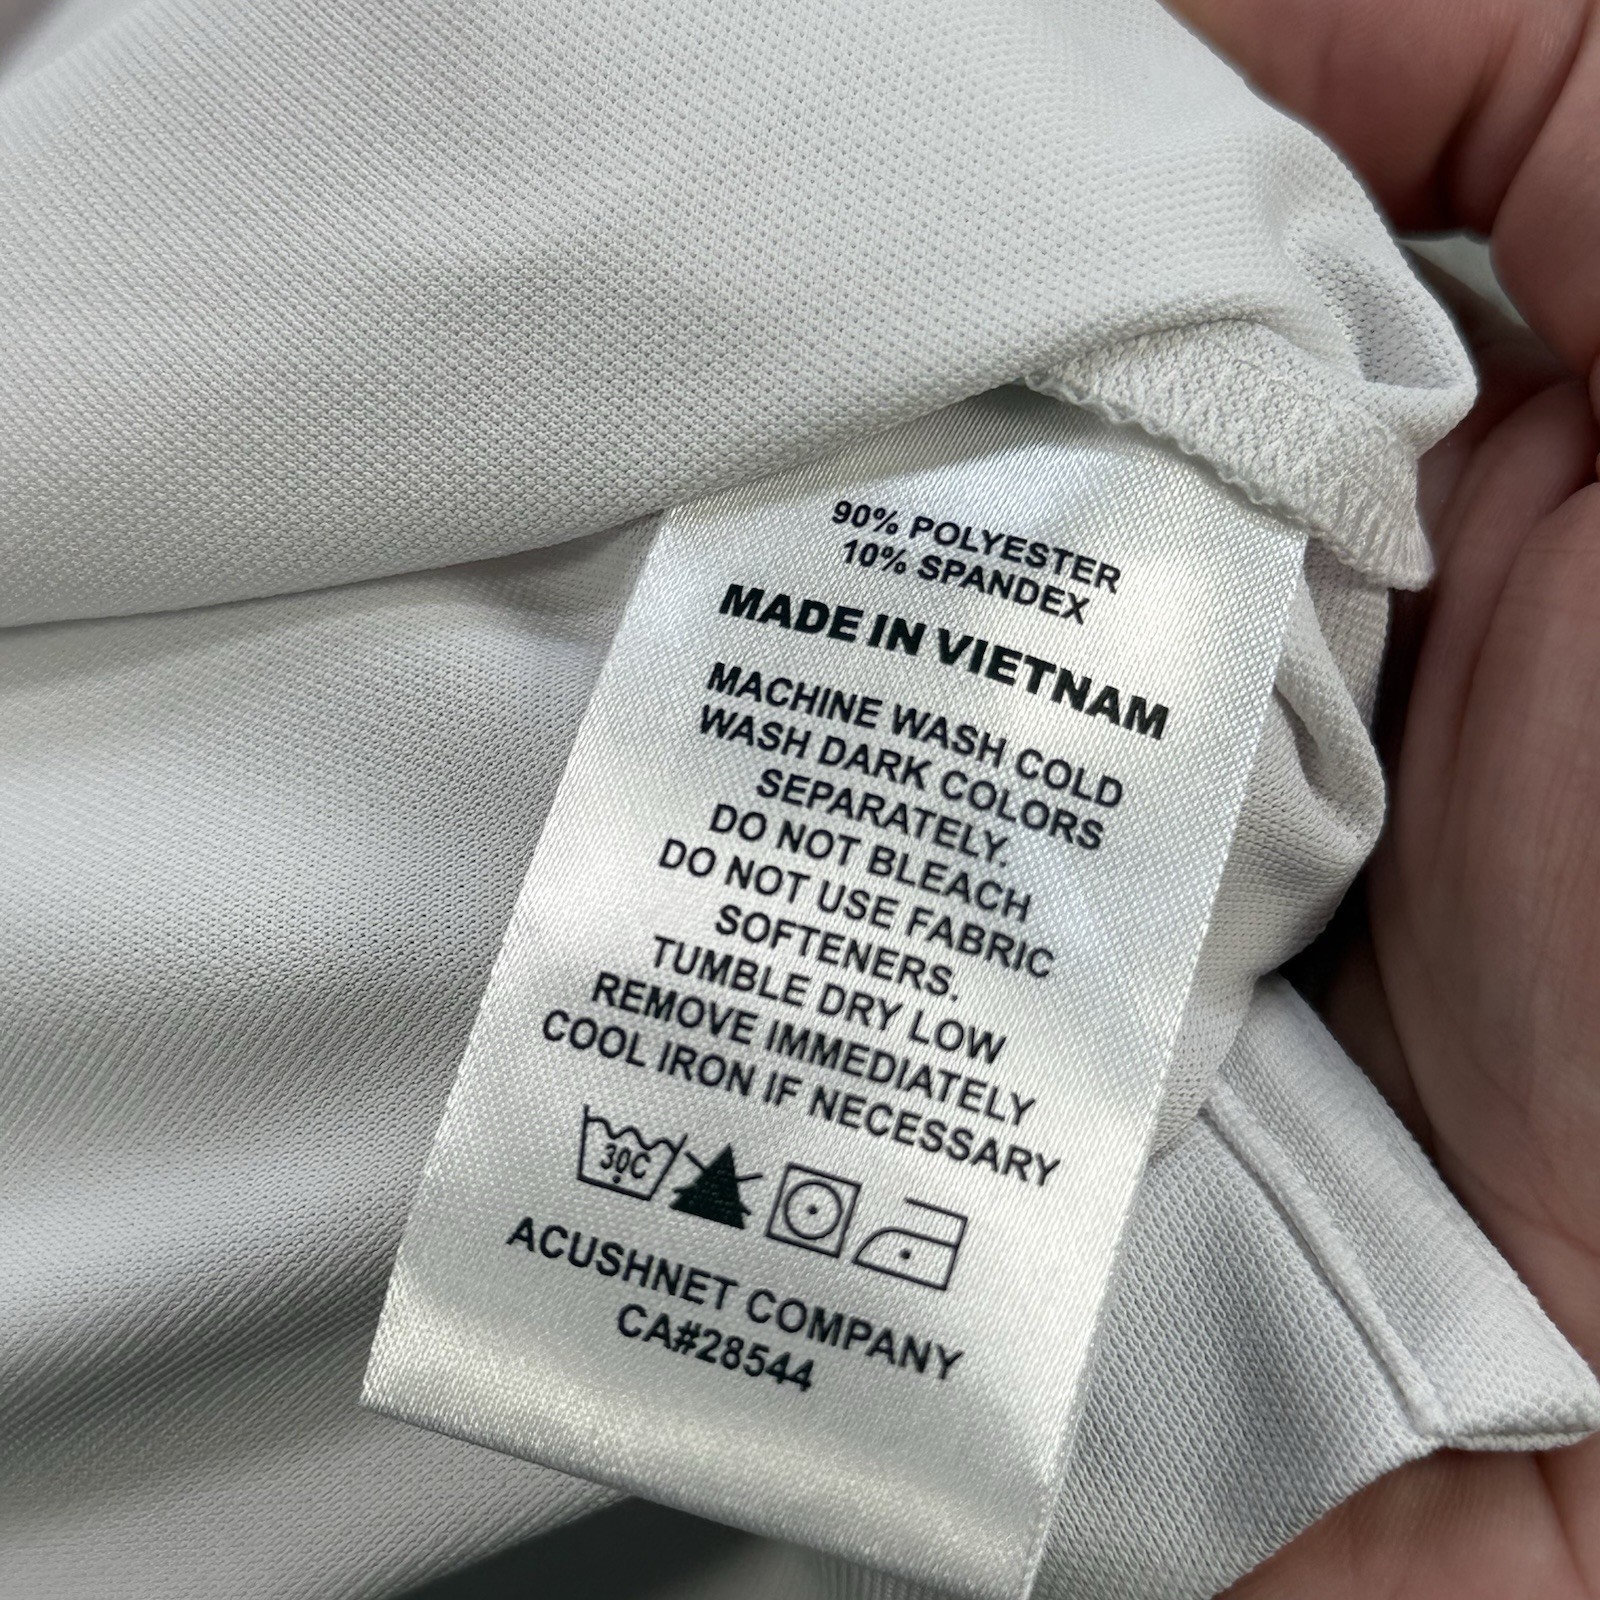 90% POLYESTER
10% SPANDEX
MADE IN VIETNAM
MACHINE WASH COLD
WASH DARK COLORS
SEPARATELY.
DO NOT BLEACH
DO NOT USE FABRIC
SOFTENERS.
TUMBLE DRY LOW
REMOVE IMMEDIATELY
COOL IRON IF NECESSARY
30C
ACUSHNET COMPANY
CA#28544